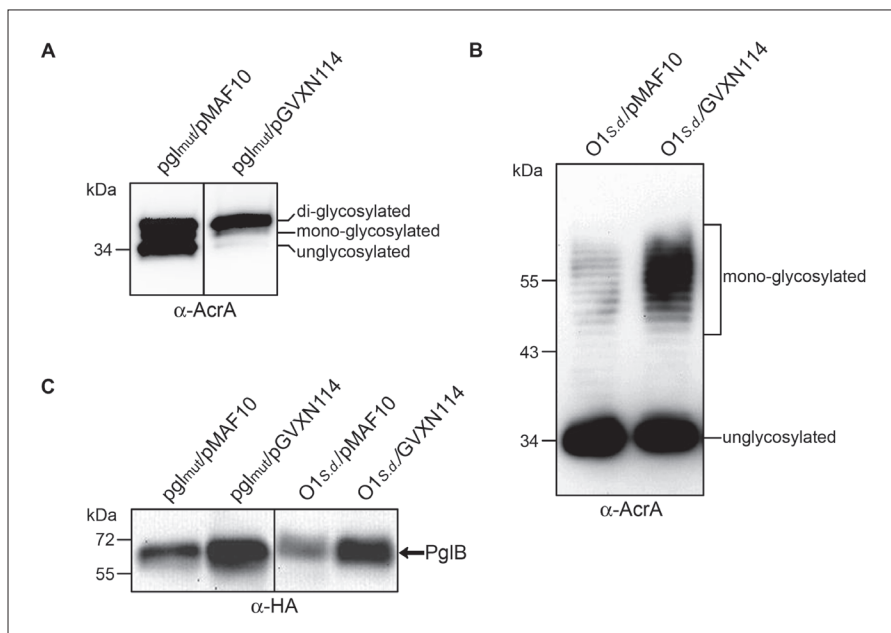 A
pglmut/pMAF10
pglmut/pGVXN114
kDa
34
di-glycosylated
mono-glycosylated
unglycosylated
α-AcrA
B
O1S.d./pMAF10
O1S.d./GVXN114
kDa
55
43
34
mono-glycosylated
unglycosylated
α-AcrA
C
pglmut/pMAF10
pglmut/pGVXN114
O1S.d./pMAF10
O1S.d./GVXN114
kDa
72
55
PglB
α-HA